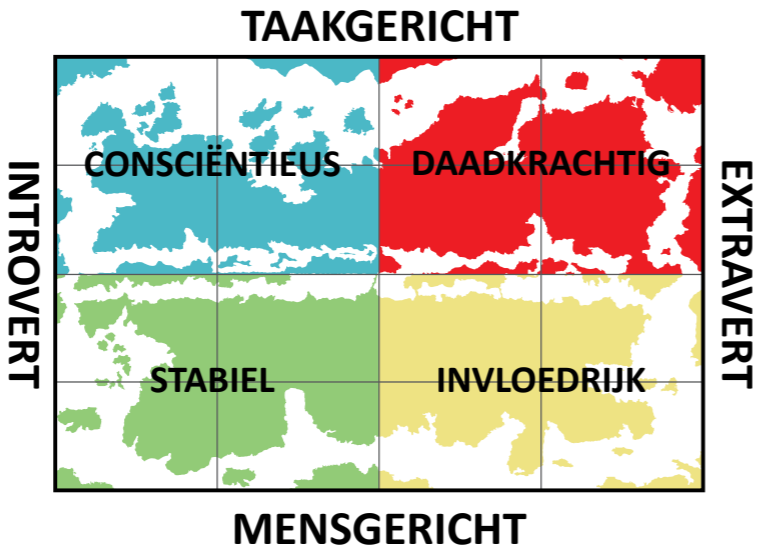 TAAKGERICHT
CONSCIËNTIEUS
DAADKRACHTIG
INTROVERT
EXTRAVERT
STABIEL
INVLOEDRIJK
MENSGERICHT